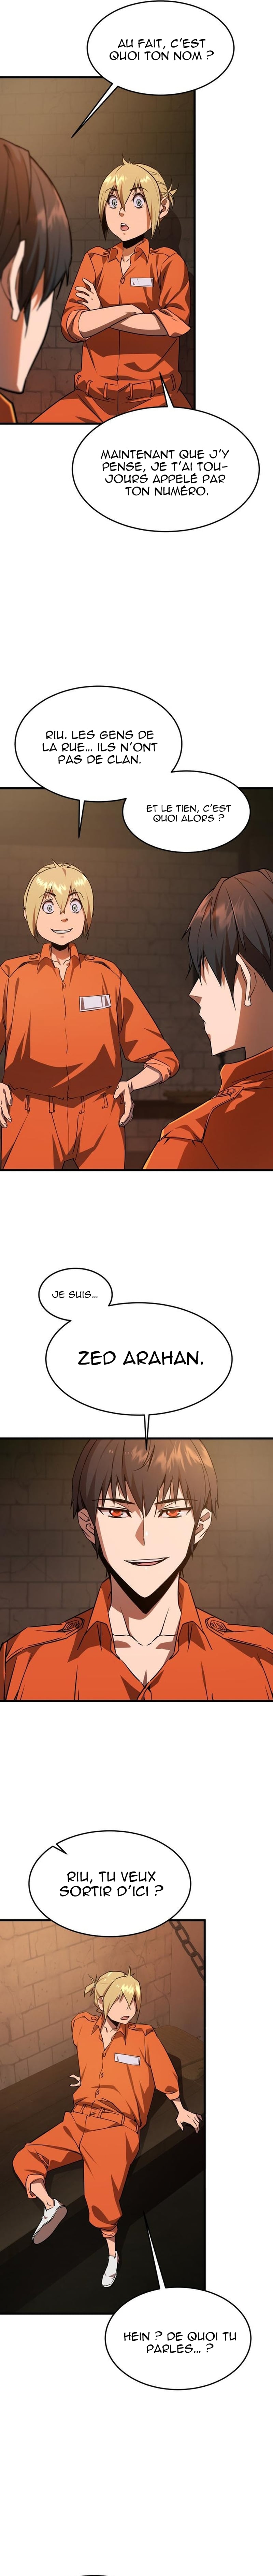 AU FAIT, C'EST
QUOI TON NOM ?
MAINTENANT QUE J'Y
PENSE, JE T'AI TOU-
JOURS APPELÉ PAR
TON NUMÉRO.
RIU. LES GENS DE
LA RUE... ILS N'ONT
PAS DE CLAN.
ET LE TIEN, C'EST
QUOI ALORS ?
JE SUIS...
ZED ARAHAN.
RIU, TU VEUX
SORTIR D'ICI ?
HEIN ? DE QUOI TU
PARLES... ?